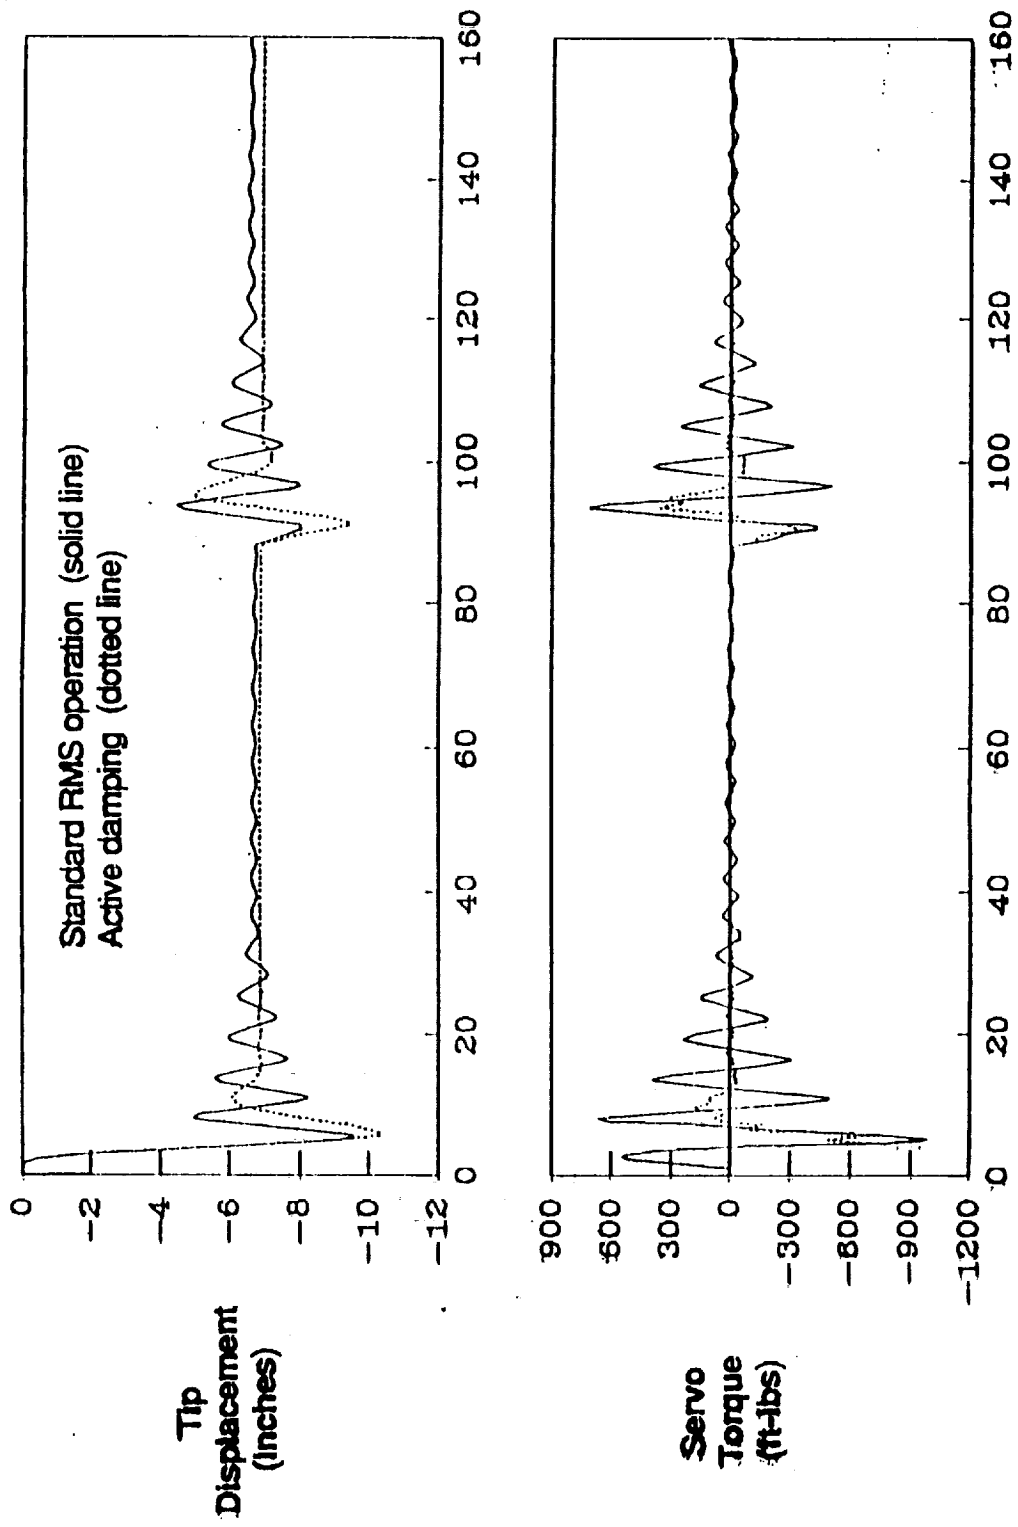 Standard RMS operation (solid line)
Active damping (dotted line)
Tip
Displacement
(Inches)
0
-2
-4
-6
-8
-10
-12
0 20 40 60 80 100 120 140 160
Servo
Torque
(ft-lbs)
900
600
300
0
-300
-800
-900
-1200
0 20 40 60 80 100 120 140 160